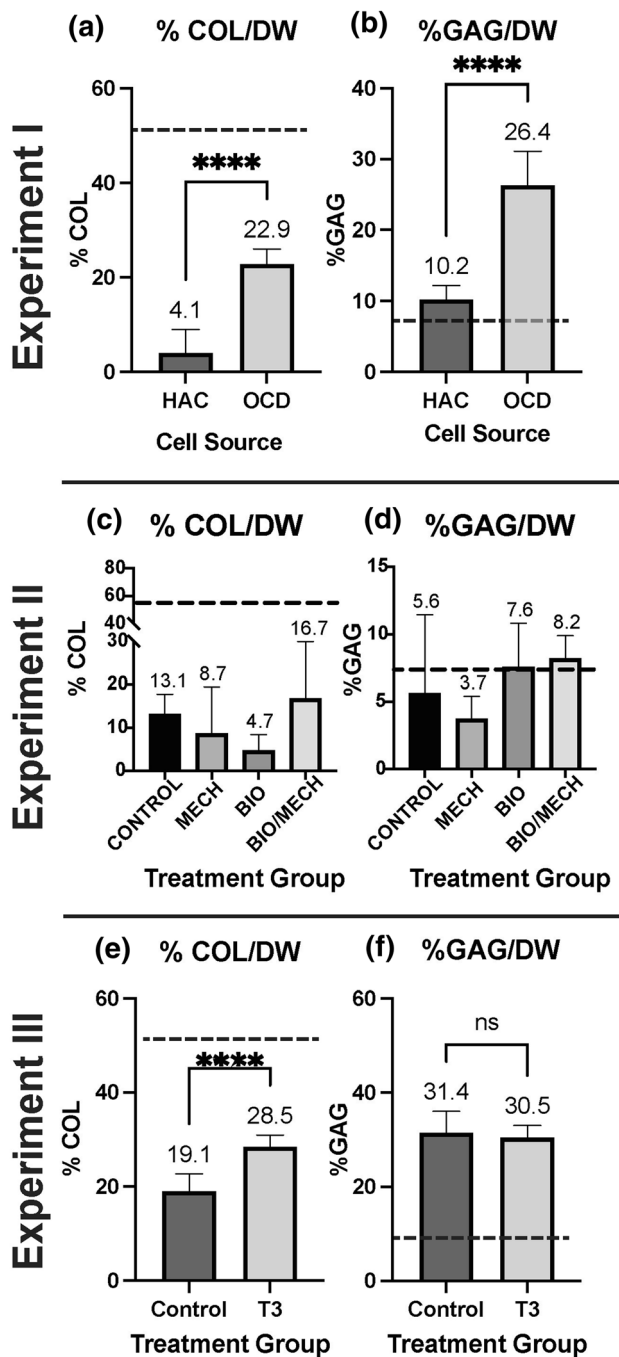 Experiment I
(a) % COL/DW
60
40
20
0
% COL
****
4.1
22.9
HAC OCD
Cell Source
(b) %GAG/DW
40
30
20
10
0
%GAG
****
10.2
26.4
HAC OCD
Cell Source
Experiment II
(c) % COL/DW
80
60
40
30
20
10
0
% COL
13.1
8.7
4.7
16.7
CONTROL
MECH
BIO
BIO/MECH
Treatment Group
(d) %GAG/DW
15
10
5
0
%GAG
5.6
3.7
7.6
8.2
CONTROL
MECH
BIO
BIO/MECH
Treatment Group
Experiment III
(e) % COL/DW
60
40
20
0
% COL
****
19.1
28.5
Control T3
Treatment Group
(f) %GAG/DW
60
40
20
0
%GAG
ns
31.4
30.5
Control T3
Treatment Group